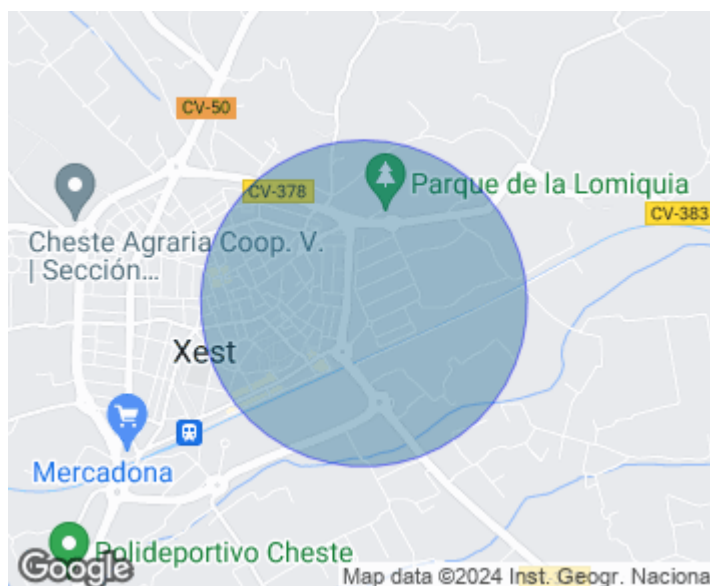 CV-50
CV-378
Parque de la Lomiquia
CV-383
Cheste Agraria Coop. V.
| Sección...
Xest
Mercadona
Polideportivo Cheste
Google
Map data ©2024 Inst. Geogr. Naciona